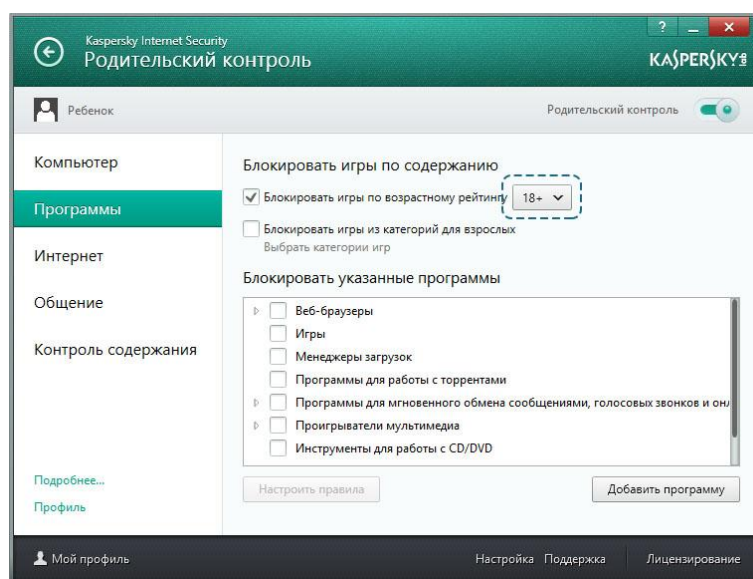 Kaspersky Internet Security
Родительский контроль
KASPERSKY lab
Ребенок
Родительский контроль
Компьютер
Программы
Интернет
Общение
Контроль содержания
Подробнее...
Профиль
Блокировать игры по содержанию
Блокировать игры по возрастному рейтингу 18+
Блокировать игры из категорий для взрослых
Выбрать категории игр
Блокировать указанные программы
Веб-браузеры
Игры
Менеджеры загрузок
Программы для работы с торрентами
Программы для мгновенного обмена сообщениями, голосовых звонков и онл
Проигрыватели мультимедиа
Инструменты для работы с CD/DVD
Настроить правила
Добавить программу
Мой профиль
Настройка Поддержка Лицензирование